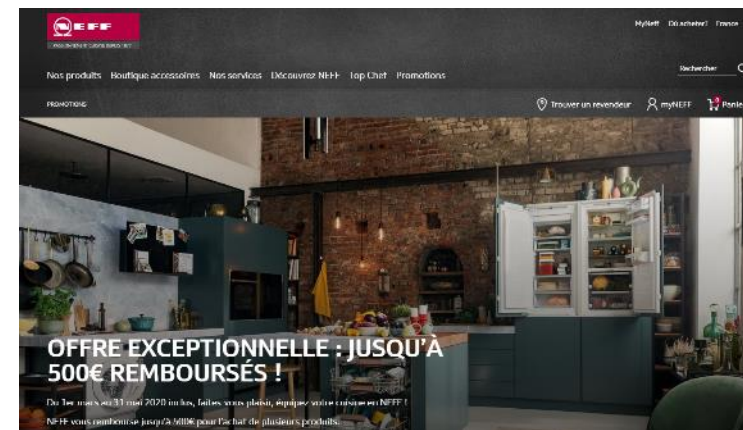 NEFF
MyNeff Où acheter? France
Rechercher
Nos produits Boutique accessoires Nos services Découvrez NEFF Top Chef Promotions
PROMOTIONS
Trouver un revendeur myNEFF Panie
OFFRE EXCEPTIONNELLE : JUSQU'À
500€ REMBOURSÉS !
Du 1er mars au 31 mai 2020 inclus, faites vous plaisir, équipez votre cuisine en NEFF !
NEFF vous rembourse jusqu'à 500€ pour l'achat de plusieurs produits.